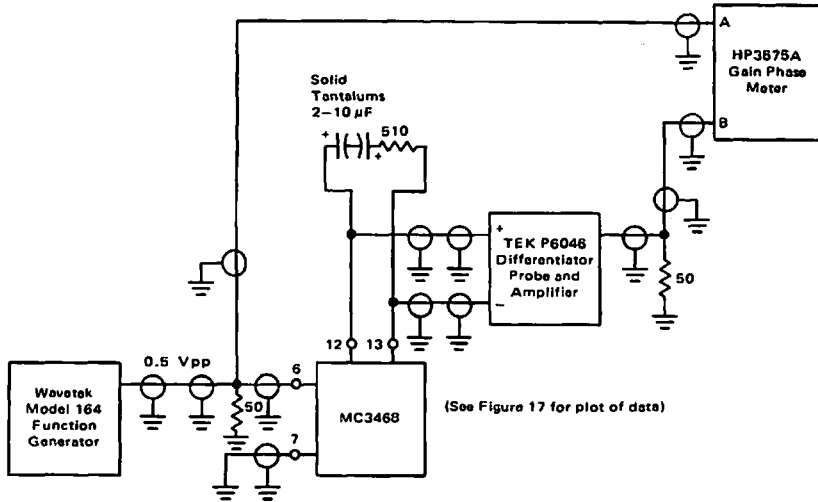 A
HP3575A
Gain Phase
Meter
B
Solid
Tantalums
2–10 μF
+
+
510
+
TEK P6046
Differentiator
Probe and
Amplifier
–
50
12
13
0.5 Vpp
6
Wavetek
Model 164
Function
Generator
50
MC3468
(See Figure 17 for plot of data)
7